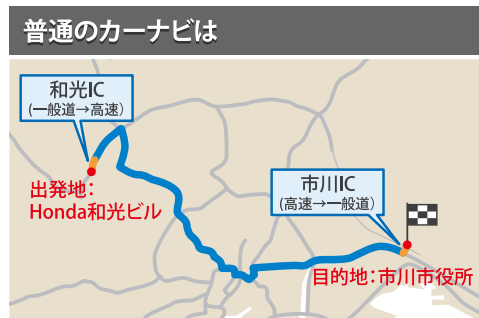 普通のカーナビは
和光IC
(一般道→高速)
出発地:
Honda和光ビル
市川IC
(高速→一般道)
目的地:市川市役所